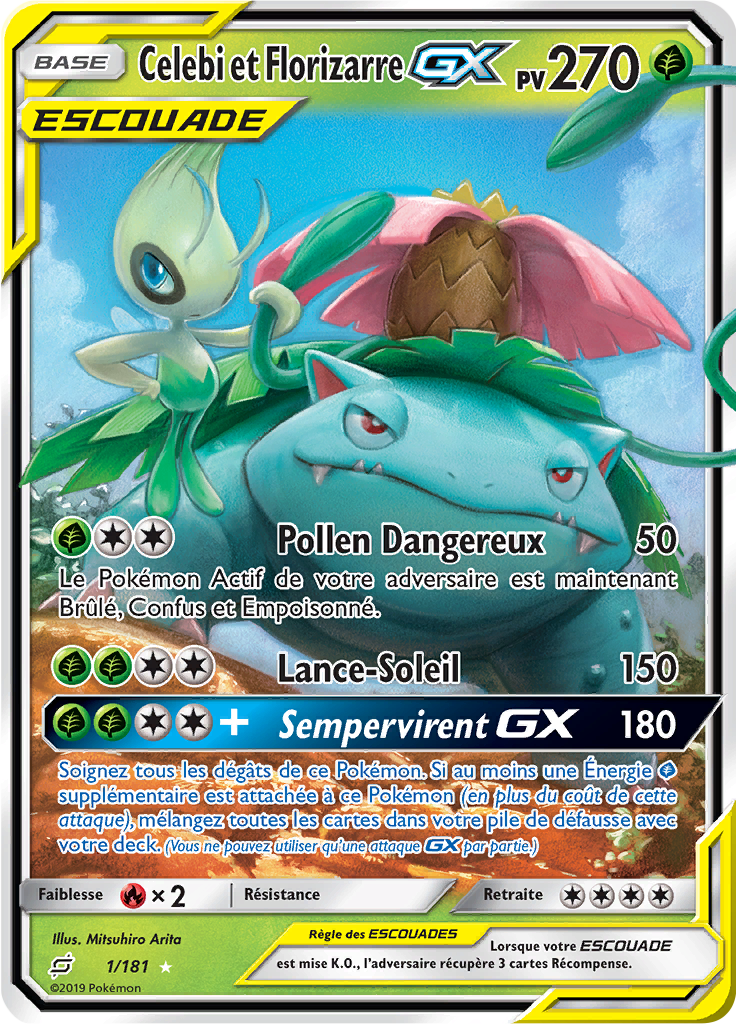 BASE Celebi et Florizarre GX PV 270
ESCOUADE
Pollen Dangereux 50
Le Pokémon Actif de votre adversaire est maintenant
Brûlé, Confus et Empoisonné.
Lance-Soleil 150
+ Sempervirent GX 180
Soignez tous les dégâts de ce Pokémon. Si au moins une Énergie
supplémentaire est attachée à ce Pokémon (en plus du coût de cette
attaque), mélangez toutes les cartes dans votre pile de défausse avec
votre deck. (Vous ne pouvez utiliser qu'une attaque GX par partie.)
Faiblesse × 2 Résistance Retraite
Illus. Mitsuhiro Arita
1/181 ★
©2019 Pokémon
Règle des ESCOUADES
Lorsque votre ESCOUADE
est mise K.O., l'adversaire récupère 3 cartes Récompense.